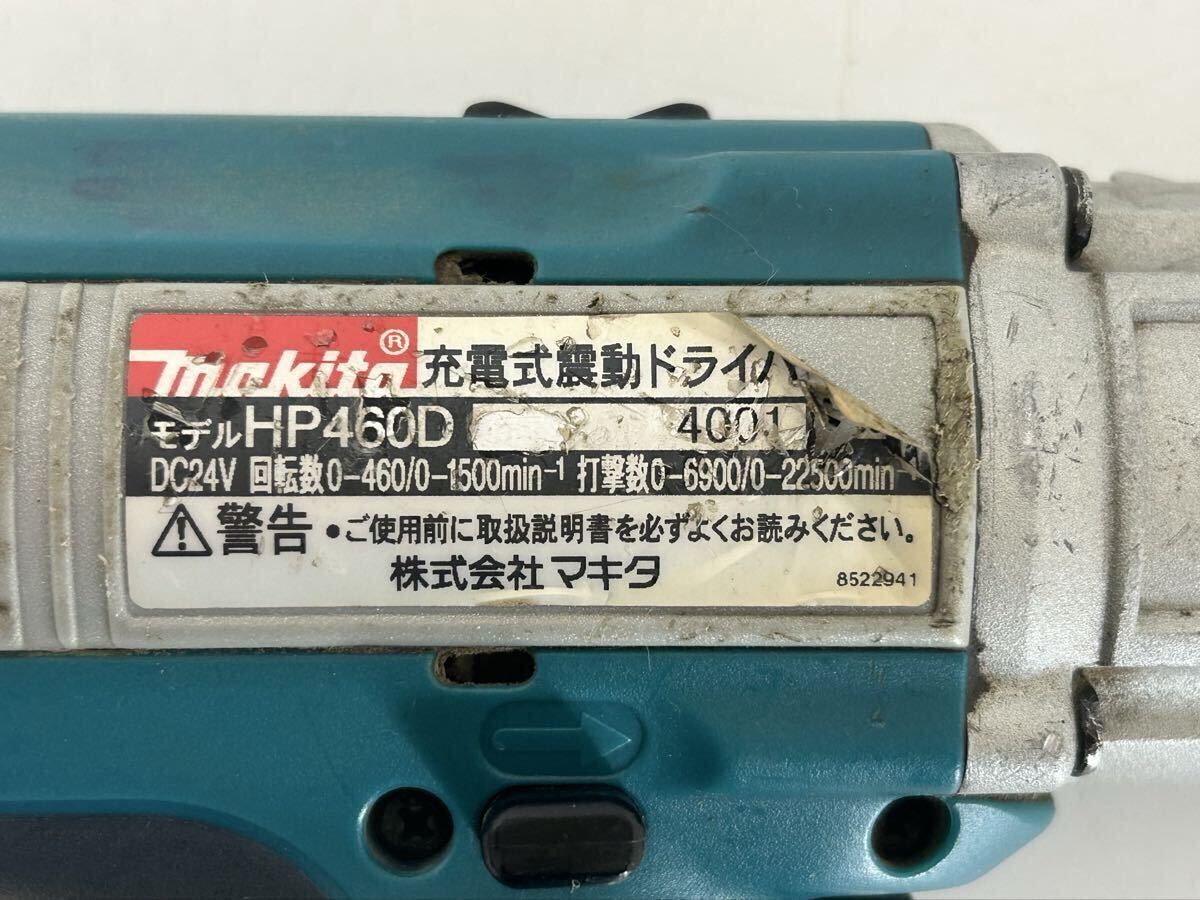 makita® 充電式震動ドライバ
モデルHP460D 4001
DC24V 回転数0-460/0-1500min-1 打撃数0-6900/0-22500min-1
警告 ●ご使用前に取扱説明書を必ずよくお読みください。
株式会社マキタ 8522941